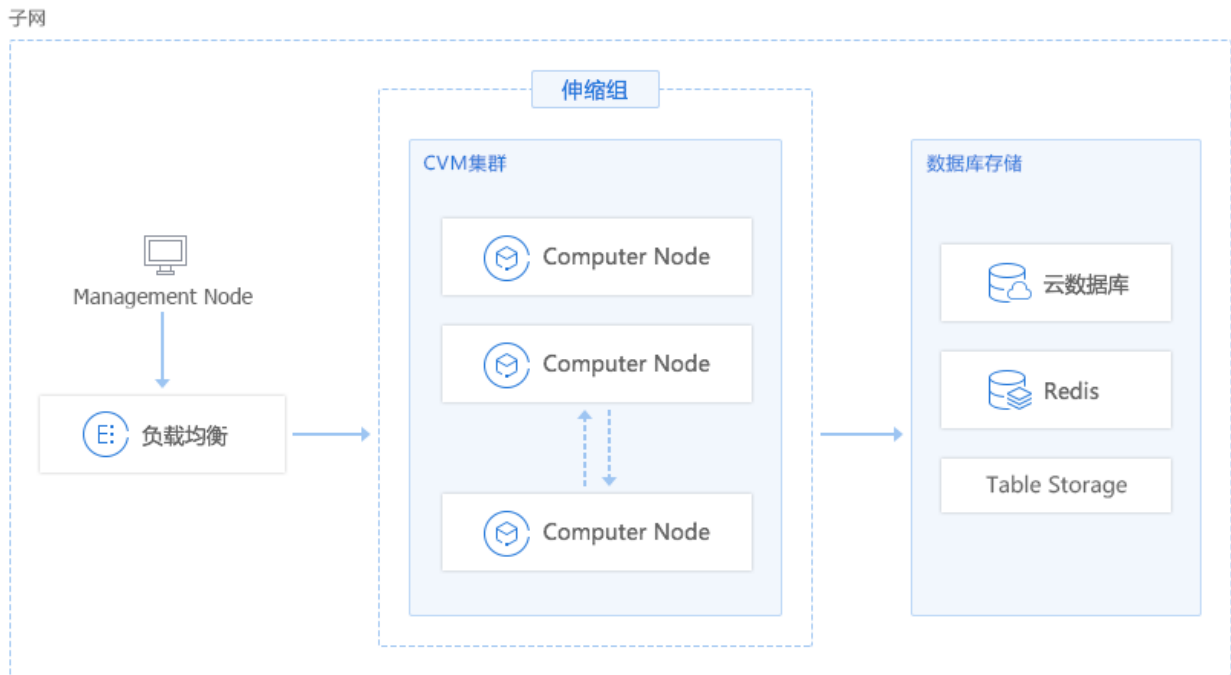 子网
伸缩组
CVM集群
数据库存储
Computer Node
Management Node
云数据库
Computer Node
Redis
负载均衡
Table Storage
Computer Node